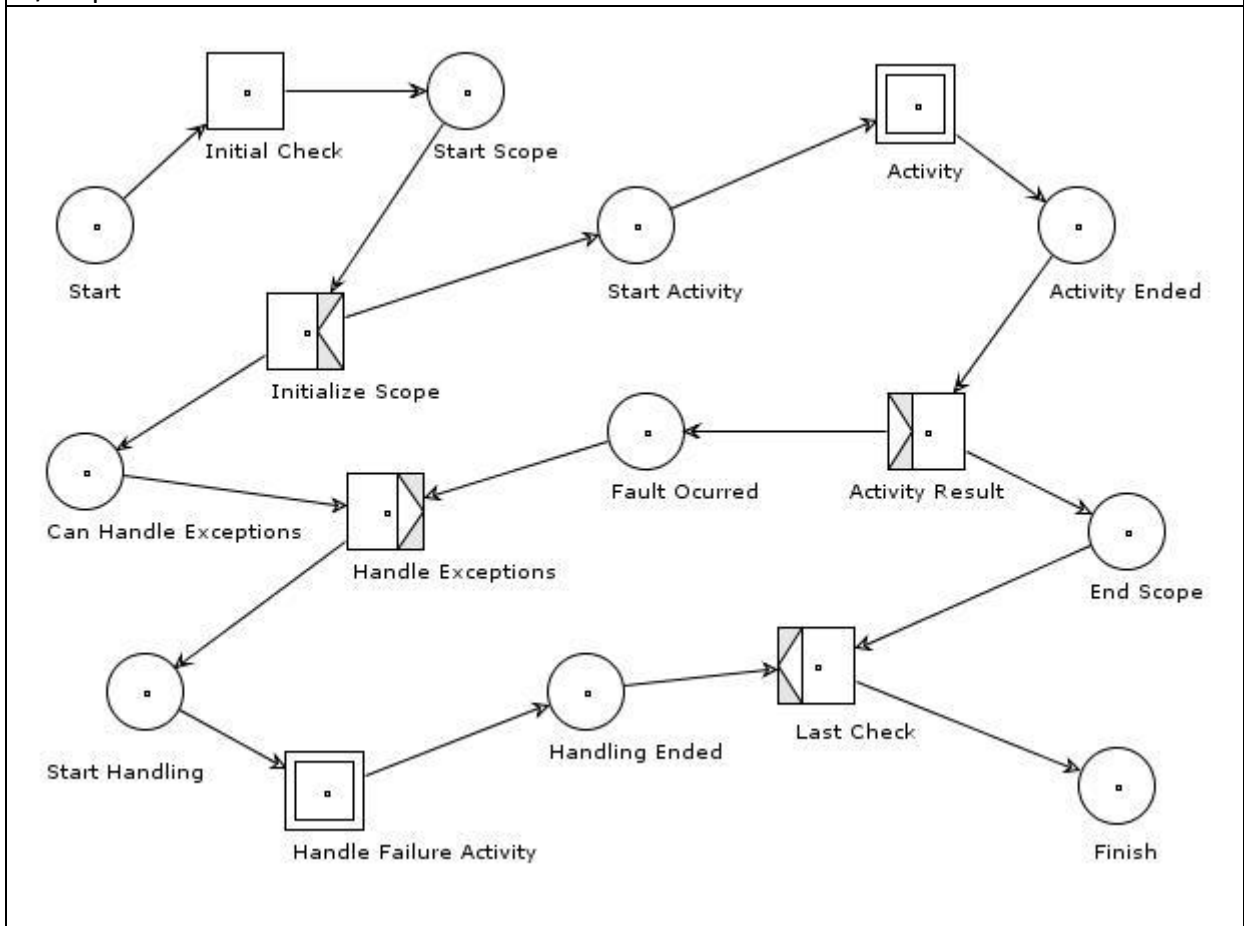 Initial Check
Start Scope
Activity
Start
Start Activity
Activity Ended
Initialize Scope
Fault Ocurred
Activity Result
Can Handle Exceptions
Handle Exceptions
End Scope
Start Handling
Handling Ended
Last Check
Handle Failure Activity
Finish